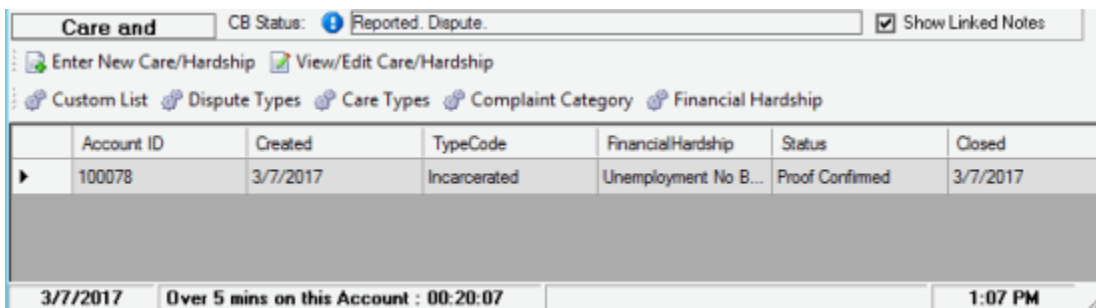 Care and CB Status: Reported. Dispute. Show Linked Notes
Enter New Care/Hardship View/Edit Care/Hardship
Custom List Dispute Types Care Types Complaint Category Financial Hardship
Account ID Created TypeCode FinancialHardship Status Closed
100078 3/7/2017 Incarcerated Unemployment No B... Proof Confirmed 3/7/2017
3/7/2017 Over 5 mins on this Account : 00:20:07 1:07 PM